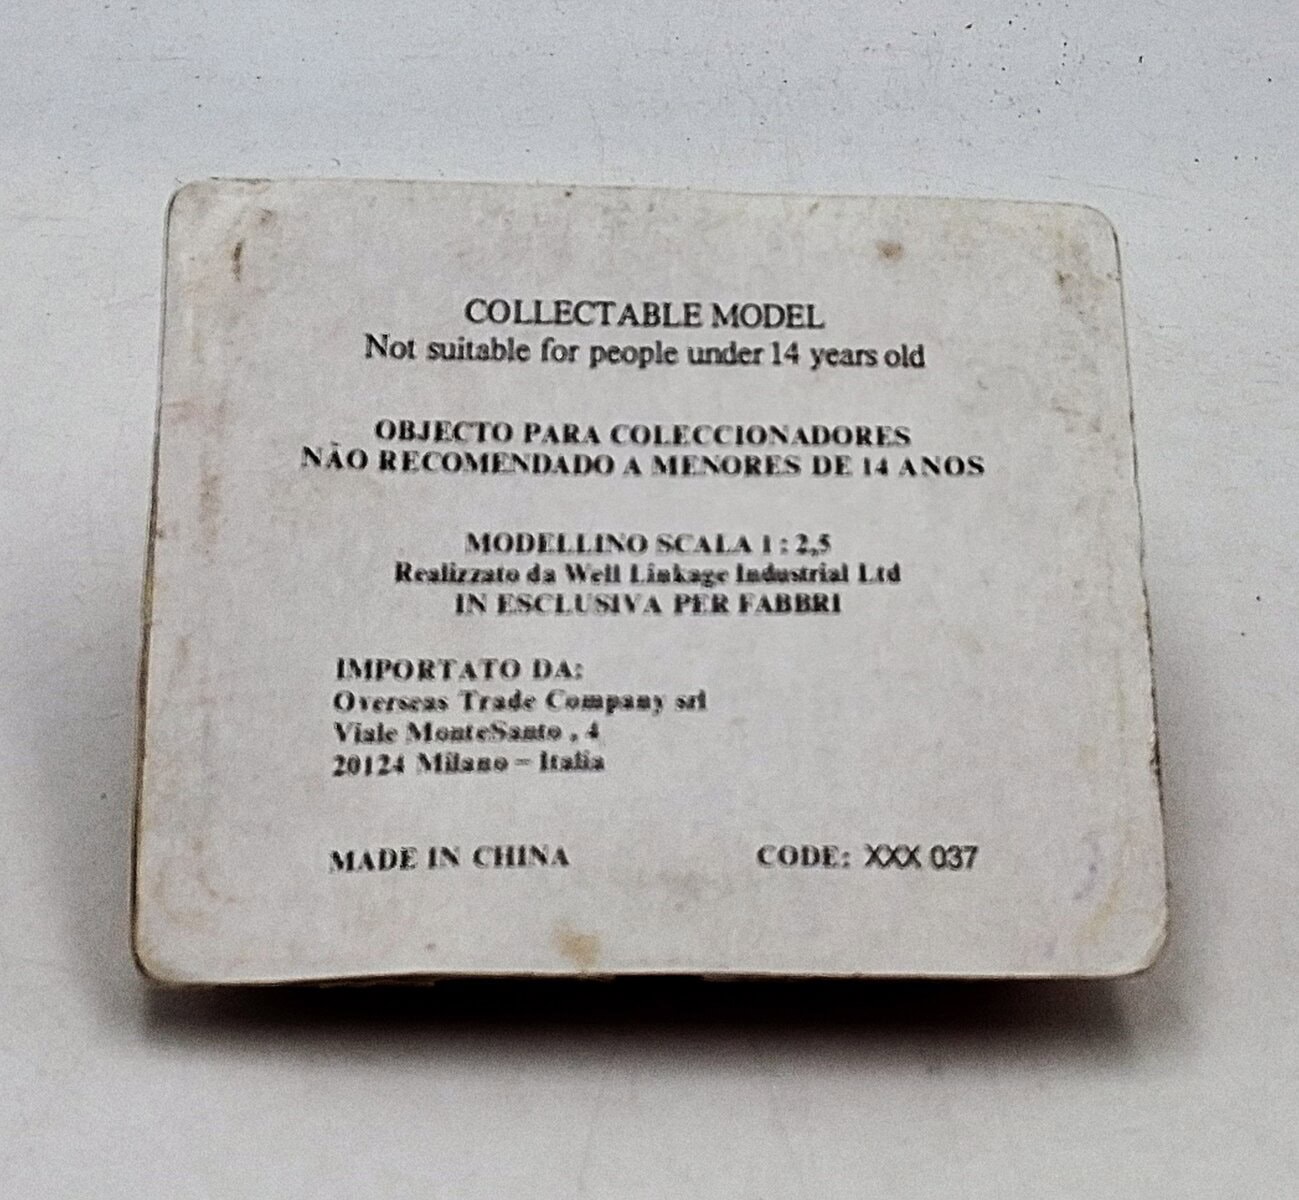 COLLECTABLE MODEL
Not suitable for people under 14 years old
OBJECTO PARA COLECCIONADORES
NÃO RECOMENDADO A MENORES DE 14 ANOS
MODELLINO SCALA 1 : 2,5
Realizzato da Well Linkage Industrial Ltd
IN ESCLUSIVA PER FABBRI
IMPORTATO DA:
Overseas Trade Company srl
Viale MonteSanto , 4
20124 Milano – Italia
MADE IN CHINA CODE: XXX 037